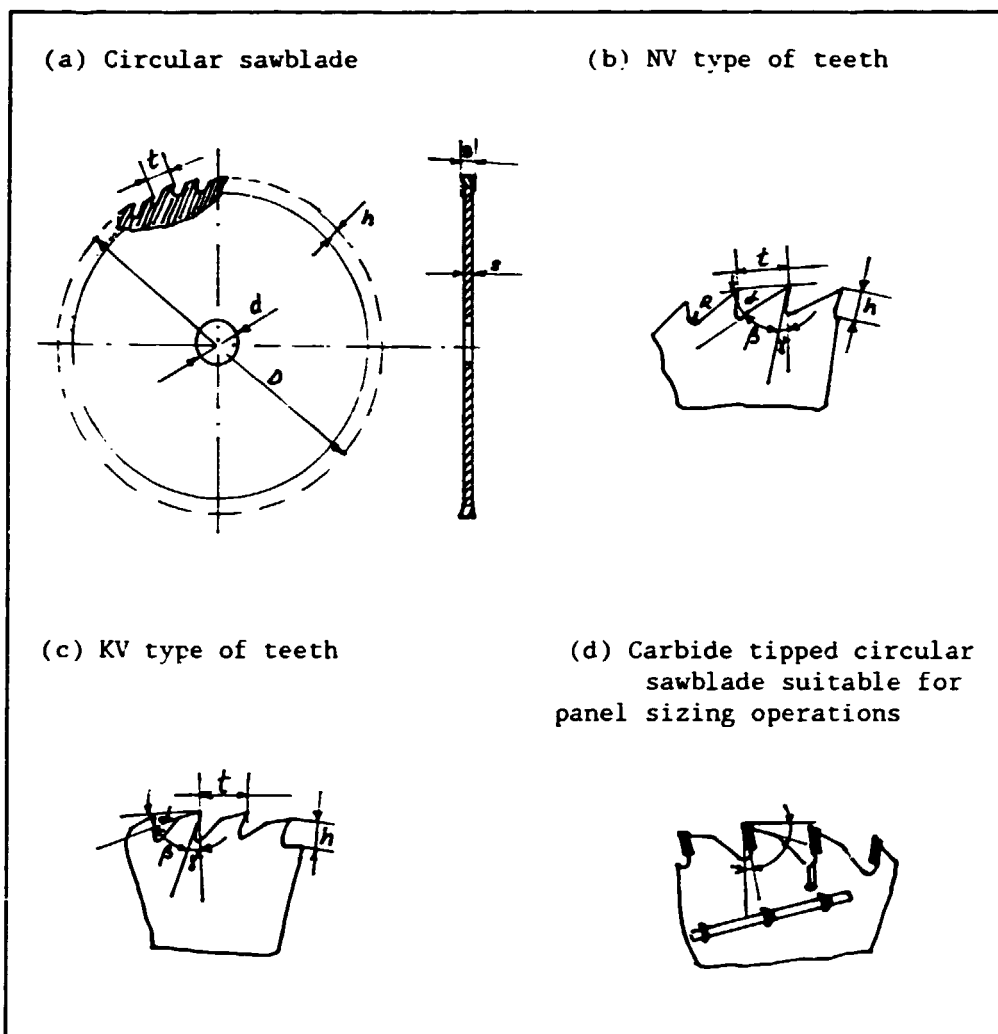 (a) Circular sawblade
(b) NV type of teeth
t
s'
h
s
d
D
t
R
α
h
β
γ
(c) KV type of teeth
(d) Carbide tipped circular
sawblade suitable for
panel sizing operations
t
α
h
β
γ